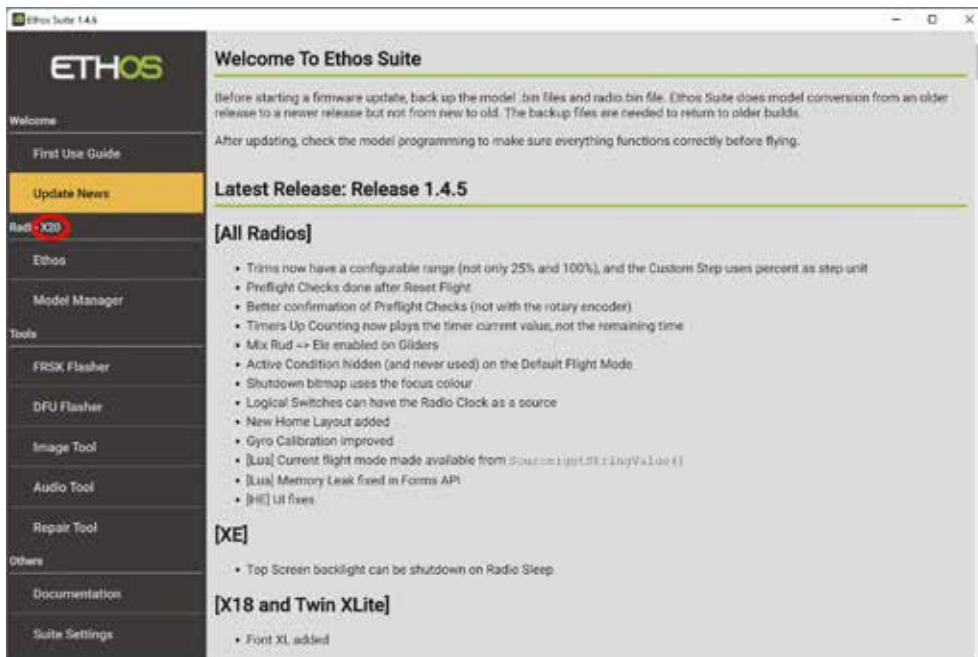 Ethos Suite 1.4.6
ETHOS
Welcome
First Use Guide
Update News
Radi - X20
Ethos
Model Manager
Tools
FRSK Flasher
DFU Flasher
Image Tool
Audio Tool
Repair Tool
Others
Documentation
Suite Settings
Welcome To Ethos Suite
Before starting a firmware update, back up the model .bin files and radio.bin file. Ethos Suite does model conversion from an older
release to a newer release but not from new to old. The backup files are needed to return to older builds.
After updating, check the model programming to make sure everything functions correctly before flying.
Latest Release: Release 1.4.5
[All Radios]
• Trims now have a configurable range (not only 25% and 100%), and the Custom Step uses percent as step unit
• Preflight Checks done after Reset Flight
• Better confirmation of Preflight Checks (not with the rotary encoder)
• Timers Up Counting now plays the timer current value, not the remaining time
• Mix Rud => Ele enabled on Gliders
• Active Condition hidden (and never used) on the Default Flight Mode
• Shutdown bitmap uses the focus colour
• Logical Switches can have the Radio Clock as a source
• New Home Layout added
• Gyro Calibration improved
• [Lua] Current flight mode made available from Source:getStringValue()
• [Lua] Memory Leak fixed in Forms API
• [HE] UI fixes
[XE]
• Top Screen backlight can be shutdown on Radio Sleep
[X18 and Twin XLite]
• Font XL added